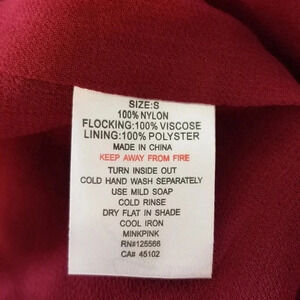 SIZE:S
100%NYLON
FLOCKING:100%VISCOSE
LINING:100%POLYSTER
MADE IN CHINA
KEEP AWAY FROM FIRE
TURN INSIDE OUT
COLD HAND WASH SEPARATELY
USE MILD SOAP
COLD RINSE
DRY FLAT IN SHADE
COOL IRON
MINKPINK
RN#125566
CA# 45102